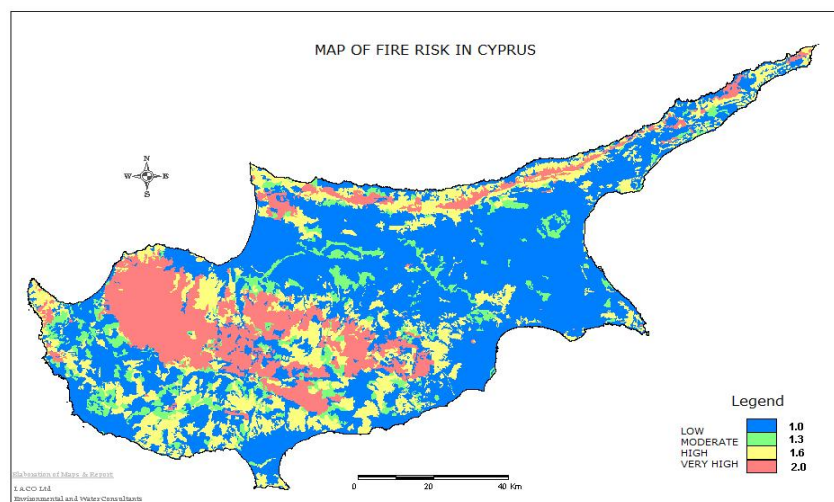 MAP OF FIRE RISK IN CYPRUS
N
W E
S
Legend
LOW 1.0
MODERATE 1.3
HIGH 1.6
VERY HIGH 2.0
0 20 40 Km
Elaboration of Maps & Report
I.A.CO Ltd
Environmental and Water Consultants